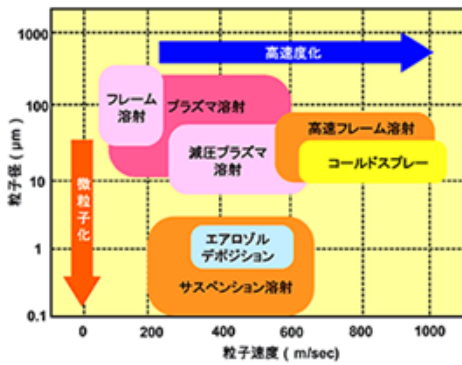 1000
100
10
1
0.1
粒子径 (μm)
高速度化
フレーム
溶射
プラズマ溶射
減圧プラズマ
溶射
高速フレーム溶射
コールドスプレー
微粒子化
エアロゾル
デポジション
サスペンション溶射
0
200
400
600
800
1000
粒子速度 ( m/sec)